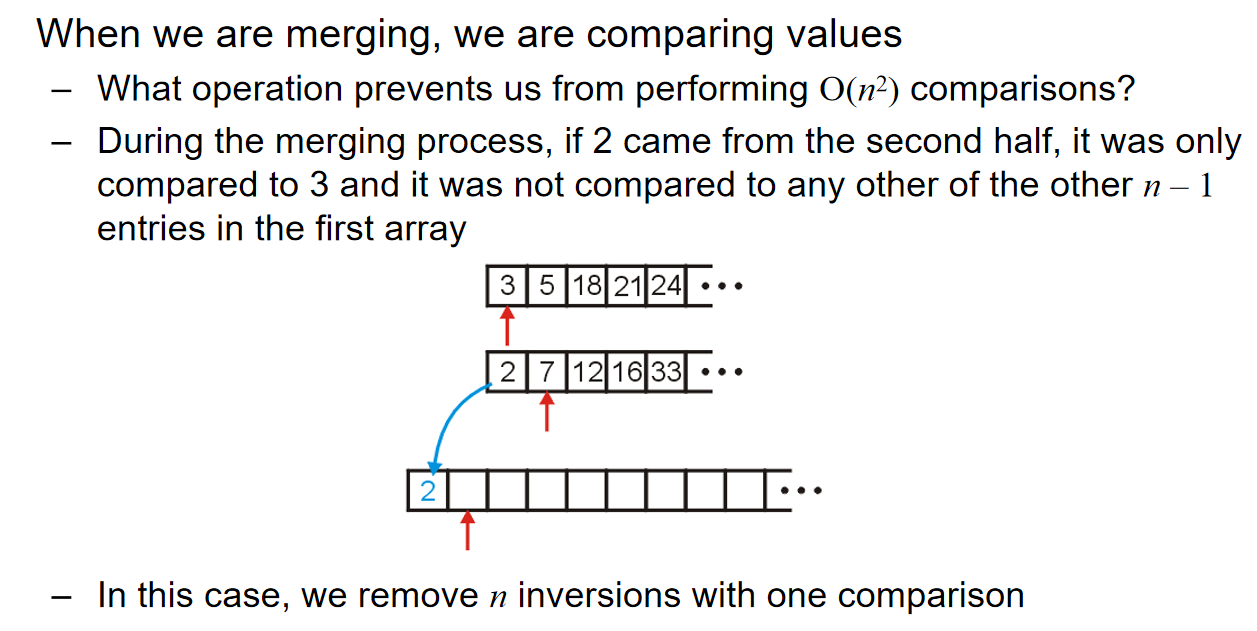 When we are merging, we are comparing values
– What operation prevents us from performing O(n²) comparisons?
– During the merging process, if 2 came from the second half, it was only
compared to 3 and it was not compared to any other of the other n – 1
entries in the first array
3 5 18 21 24 •••
2 7 12 16 33 •••
2 •••
– In this case, we remove n inversions with one comparison